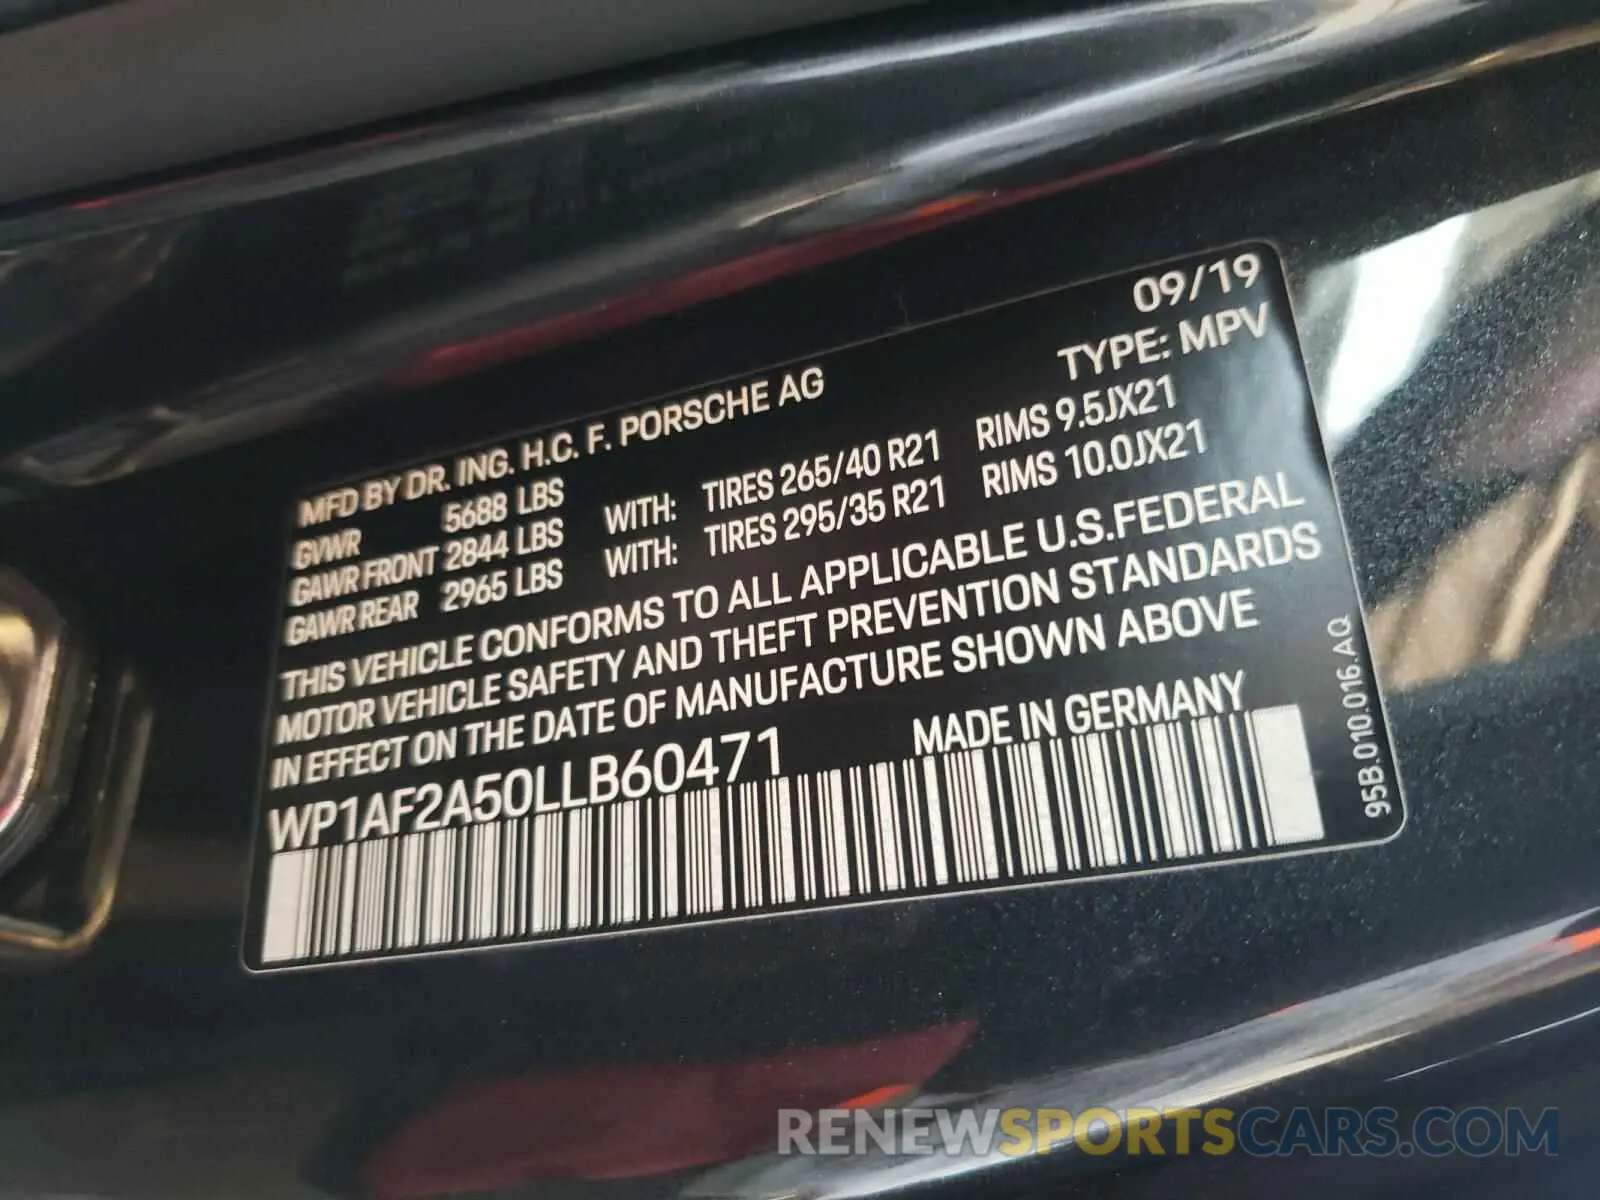 09/19
TYPE: MPV
MFD BY DR. ING. H.C. F. PORSCHE AG
GVWR 5688 LBS
GAWR FRONT 2844 LBS WITH: TIRES 265/40 R21 RIMS 9.5JX21
GAWR REAR 2965 LBS WITH: TIRES 295/35 R21 RIMS 10.0JX21
THIS VEHICLE CONFORMS TO ALL APPLICABLE U.S.FEDERAL
MOTOR VEHICLE SAFETY AND THEFT PREVENTION STANDARDS
IN EFFECT ON THE DATE OF MANUFACTURE SHOWN ABOVE
MADE IN GERMANY
WP1AF2A50LLB60471
95B.010.016.AQ
RENEWSPORTSCARS.COM